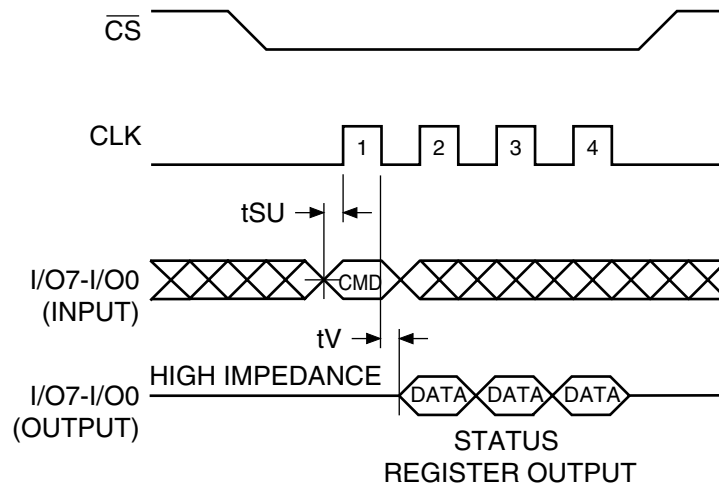 CS
CLK
1 2 3 4
tSU
I/O7-I/O0
(INPUT)
CMD
tV
HIGH IMPEDANCE
I/O7-I/O0
(OUTPUT)
DATA DATA DATA
STATUS
REGISTER OUTPUT